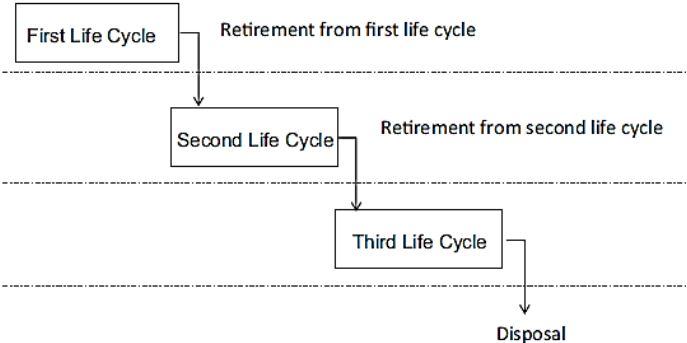 First Life Cycle
Retirement from first life cycle
Second Life Cycle
Retirement from second life cycle
Third Life Cycle
Disposal